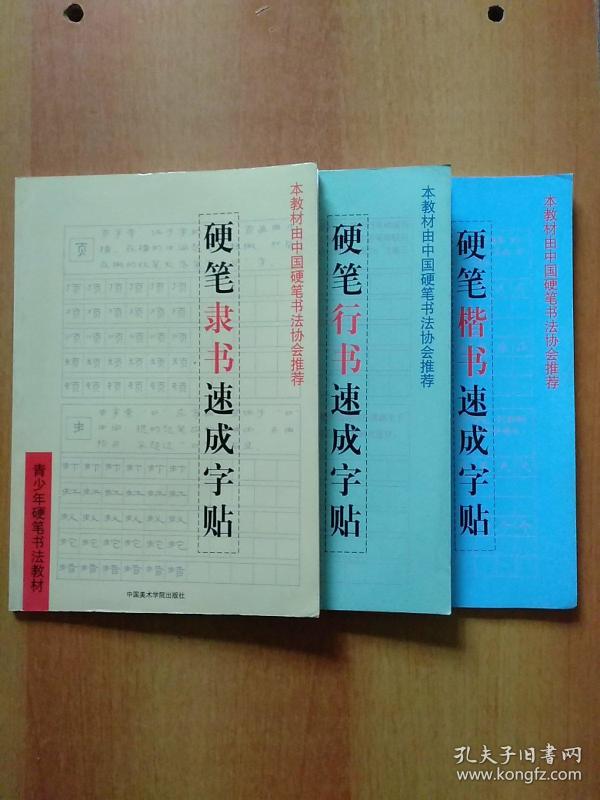 本教材由中国硬笔书法协会推荐
硬笔隶书速成字贴
页
虫
青少年硬笔书法教材
中国美术学院出版社
本教材由中国硬笔书法协会推荐
硬笔行书速成字贴
本教材由中国硬笔书法协会推荐
硬笔楷书速成字贴
孔夫子旧书网
www.kongfz.com